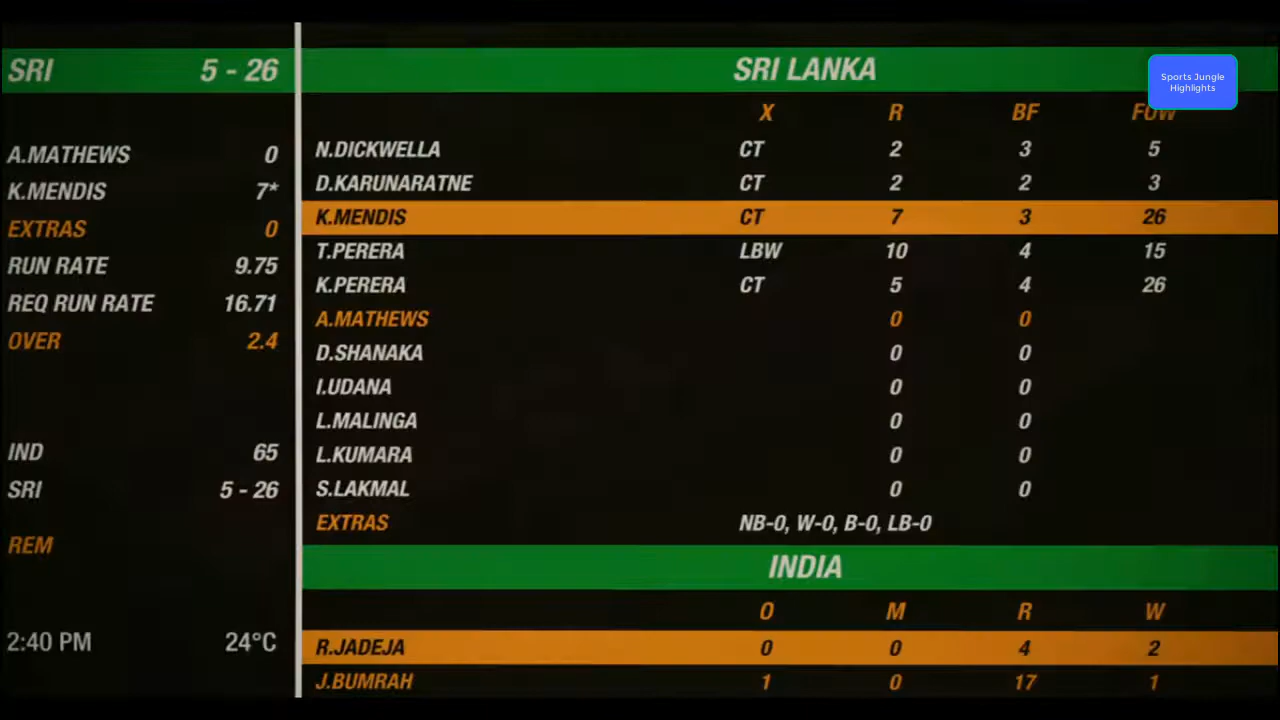 SRI 5 - 26
A.MATHEWS 0
K.MENDIS 7*
EXTRAS 0
RUN RATE 9.75
REQ RUN RATE 16.71
OVER 2.4
IND 65
SRI 5 - 26
REM
2:40 PM 24°C
SRI LANKA
Sports Jungle
Highlights
X R BF FOW
N.DICKWELLA CT 2 3 5
D.KARUNARATNE CT 2 2 3
K.MENDIS CT 7 3 26
T.PERERA LBW 10 4 15
K.PERERA CT 5 4 26
A.MATHEWS 0 0
D.SHANAKA 0 0
I.UDANA 0 0
L.MALINGA 0 0
L.KUMARA 0 0
S.LAKMAL 0 0
EXTRAS NB-0, W-0, B-0, LB-0
INDIA
O M R W
R.JADEJA 0 0 4 2
J.BUMRAH 1 0 17 1